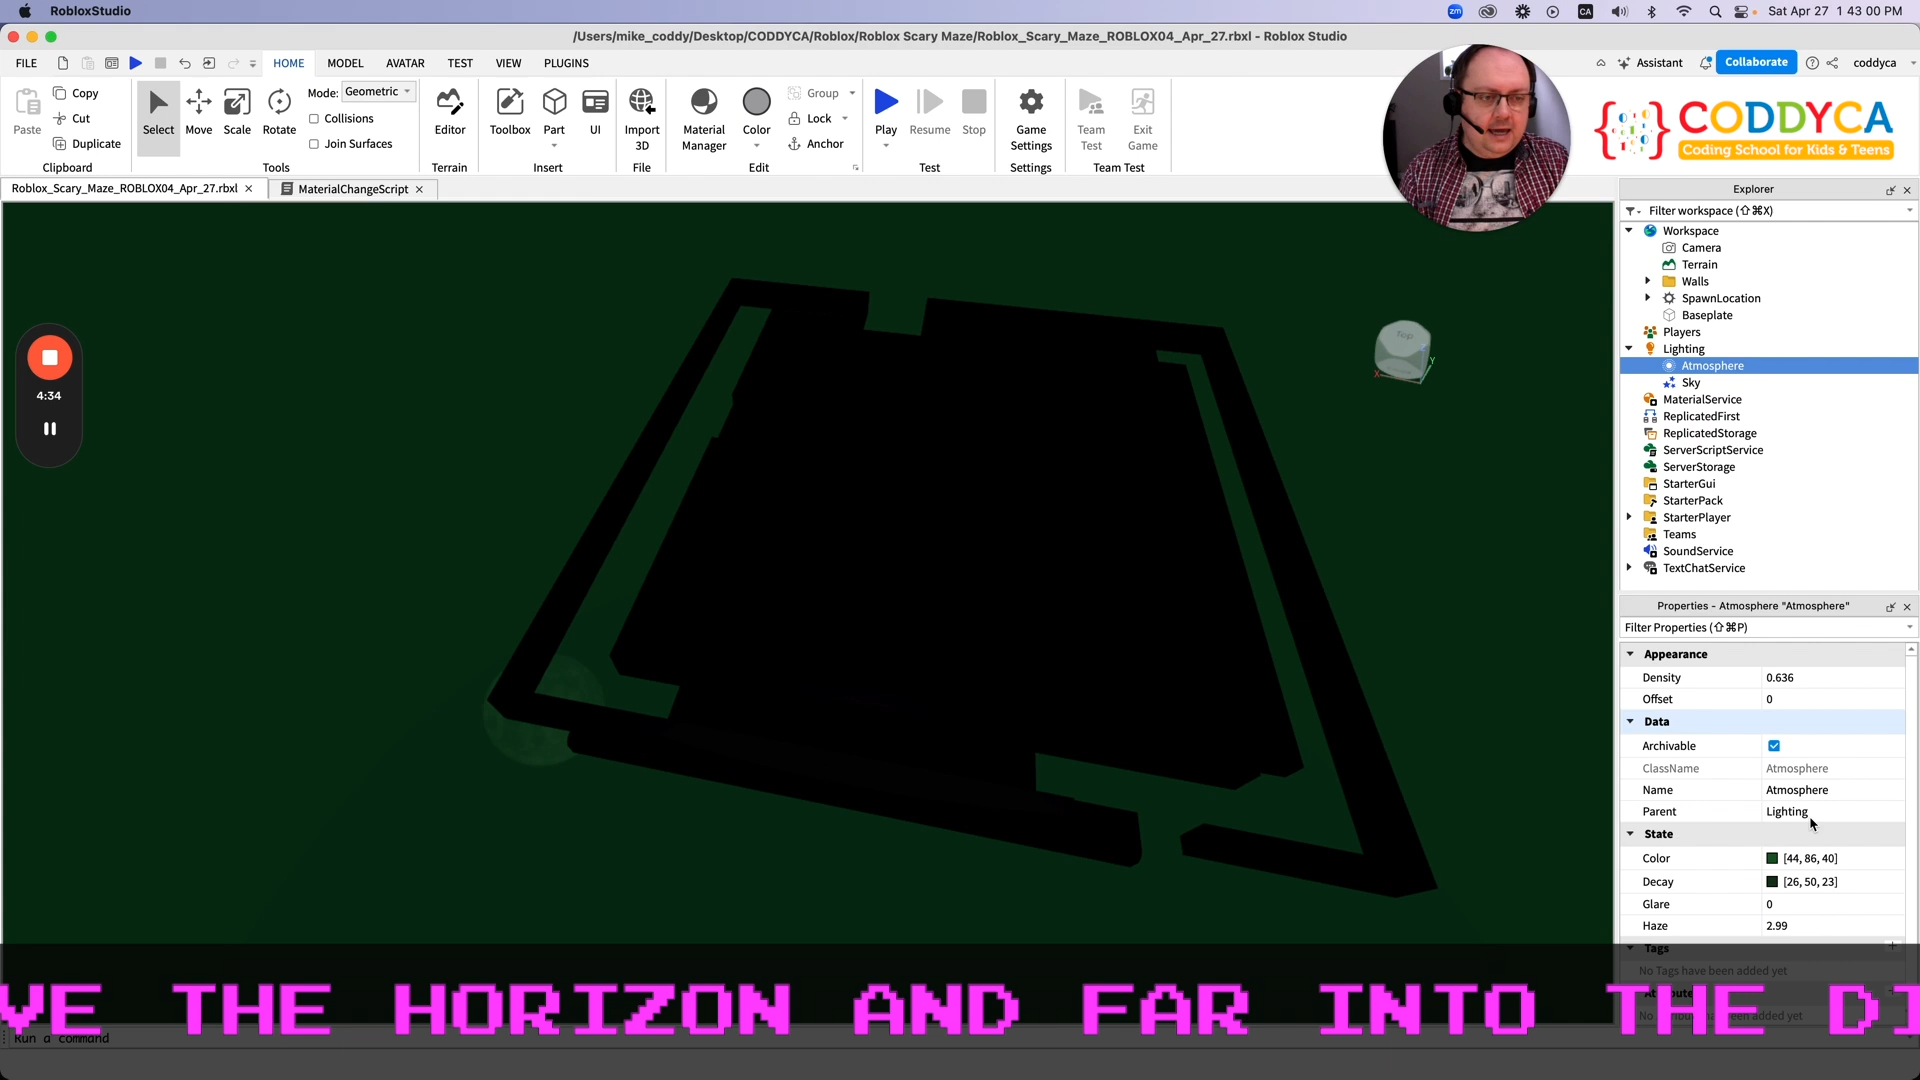 RobloxStudio
zm
CA
Sat Apr 27 1 43 00 PM
/Users/mike_coddy/Desktop/CODDYCA/Roblox/Roblox Scary Maze/Roblox_Scary_Maze_ROBLOX04_Apr_27.rbxl - Roblox Studio
FILE
HOME
MODEL
AVATAR
TEST
VIEW
PLUGINS
Assistant
Collaborate
coddyca
Paste
Copy
Cut
Duplicate
Clipboard
Select
Move
Scale
Rotate
Mode: Geometric
Collisions
Join Surfaces
Tools
Editor
Terrain
Toolbox
Part
UI
Insert
Import 3D
File
Material Manager
Color
Group
Lock
Anchor
Edit
Play
Resume
Stop
Test
Game Settings
Settings
Team Test
Exit Game
Team Test
CODDYCA
Coding School for Kids & Teens
Roblox_Scary_Maze_ROBLOX04_Apr_27.rbxl
MaterialChangeScript
4:34
Top
X
Y
Z
Explorer
Filter workspace (⇧⌘X)
Workspace
Camera
Terrain
Walls
SpawnLocation
Baseplate
Players
Lighting
Atmosphere
Sky
MaterialService
ReplicatedFirst
ReplicatedStorage
ServerScriptService
ServerStorage
StarterGui
StarterPack
StarterPlayer
Teams
SoundService
TextChatService
Properties - Atmosphere "Atmosphere"
Filter Properties (⇧⌘P)
Appearance
Density 0.636
Offset 0
Data
Archivable
ClassName Atmosphere
Name Atmosphere
Parent Lighting
State
Color [44, 86, 40]
Decay [26, 50, 23]
Glare 0
Haze 2.99
Tags
No Tags have been added yet
VE THE HORIZON AND FAR INTO THE DI
Run a command